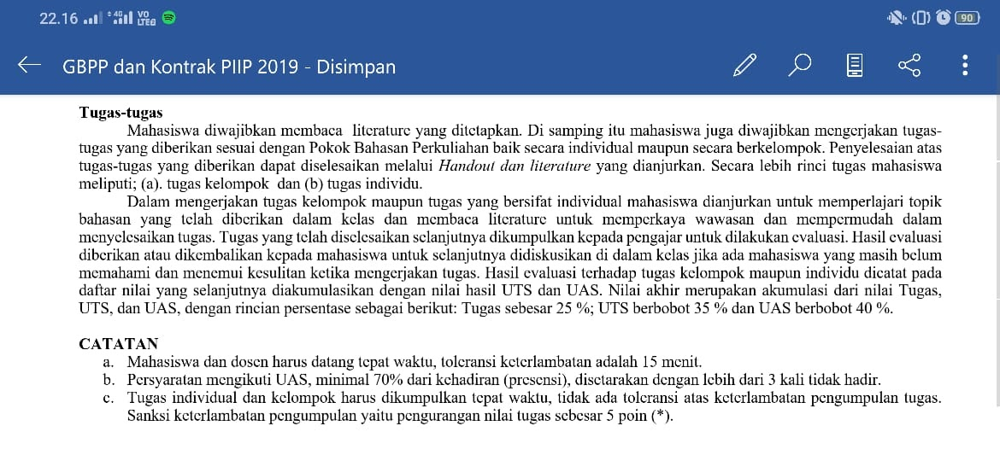 22.16 4G VO LTE 90
GBPP dan Kontrak PIIP 2019 - Disimpan
Tugas-tugas
Mahasiswa diwajibkan membaca literature yang ditetapkan. Di samping itu mahasiswa juga diwajibkan mengerjakan tugas-
tugas yang diberikan sesuai dengan Pokok Bahasan Perkuliahan baik secara individual maupun secara berkelompok. Penyelesaian atas
tugas-tugas yang diberikan dapat diselesaikan melalui Handout dan literature yang dianjurkan. Secara lebih rinci tugas mahasiswa
meliputi; (a). tugas kelompok dan (b) tugas individu.
Dalam mengerjakan tugas kelompok maupun tugas yang bersifat individual mahasiswa dianjurkan untuk memperlajari topik
bahasan yang telah diberikan dalam kelas dan membaca literature untuk memperkaya wawasan dan mempermudah dalam
menyelesaikan tugas. Tugas yang telah diselesaikan selanjutnya dikumpulkan kepada pengajar untuk dilakukan evaluasi. Hasil evaluasi
diberikan atau dikembalikan kepada mahasiswa untuk selanjutnya didiskusikan di dalam kelas jika ada mahasiswa yang masih belum
memahami dan menemui kesulitan ketika mengerjakan tugas. Hasil evaluasi terhadap tugas kelompok maupun individu dicatat pada
daftar nilai yang selanjutnya diakumulasikan dengan nilai hasil UTS dan UAS. Nilai akhir merupakan akumulasi dari nilai Tugas,
UTS, dan UAS, dengan rincian persentase sebagai berikut: Tugas sebesar 25 %; UTS berbobot 35 % dan UAS berbobot 40 %.
CATATAN
a. Mahasiswa dan dosen harus datang tepat waktu, toleransi keterlambatan adalah 15 menit.
b. Persyaratan mengikuti UAS, minimal 70% dari kehadiran (presensi), disetarakan dengan lebih dari 3 kali tidak hadir.
c. Tugas individual dan kelompok harus dikumpulkan tepat waktu, tidak ada toleransi atas keterlambatan pengumpulan tugas.
Sanksi keterlambatan pengumpulan yaitu pengurangan nilai tugas sebesar 5 poin (*).